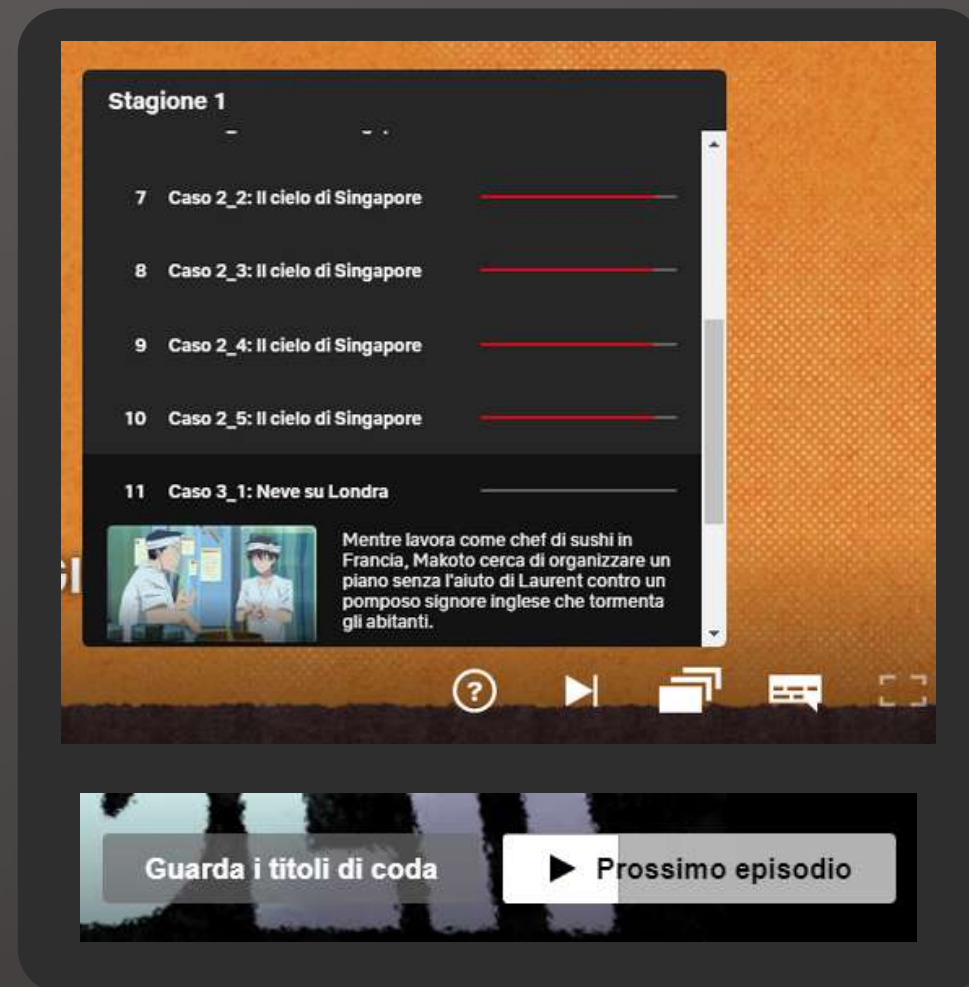 Stagione 1
7 Caso 2_2: Il cielo di Singapore
8 Caso 2_3: Il cielo di Singapore
9 Caso 2_4: Il cielo di Singapore
10 Caso 2_5: Il cielo di Singapore
11 Caso 3_1: Neve su Londra
Mentre lavora come chef di sushi in
Francia, Makoto cerca di organizzare un
piano senza l'aiuto di Laurent contro un
pomposo signore inglese che tormenta
gli abitanti.
?
Guarda i titoli di coda
Prossimo episodio